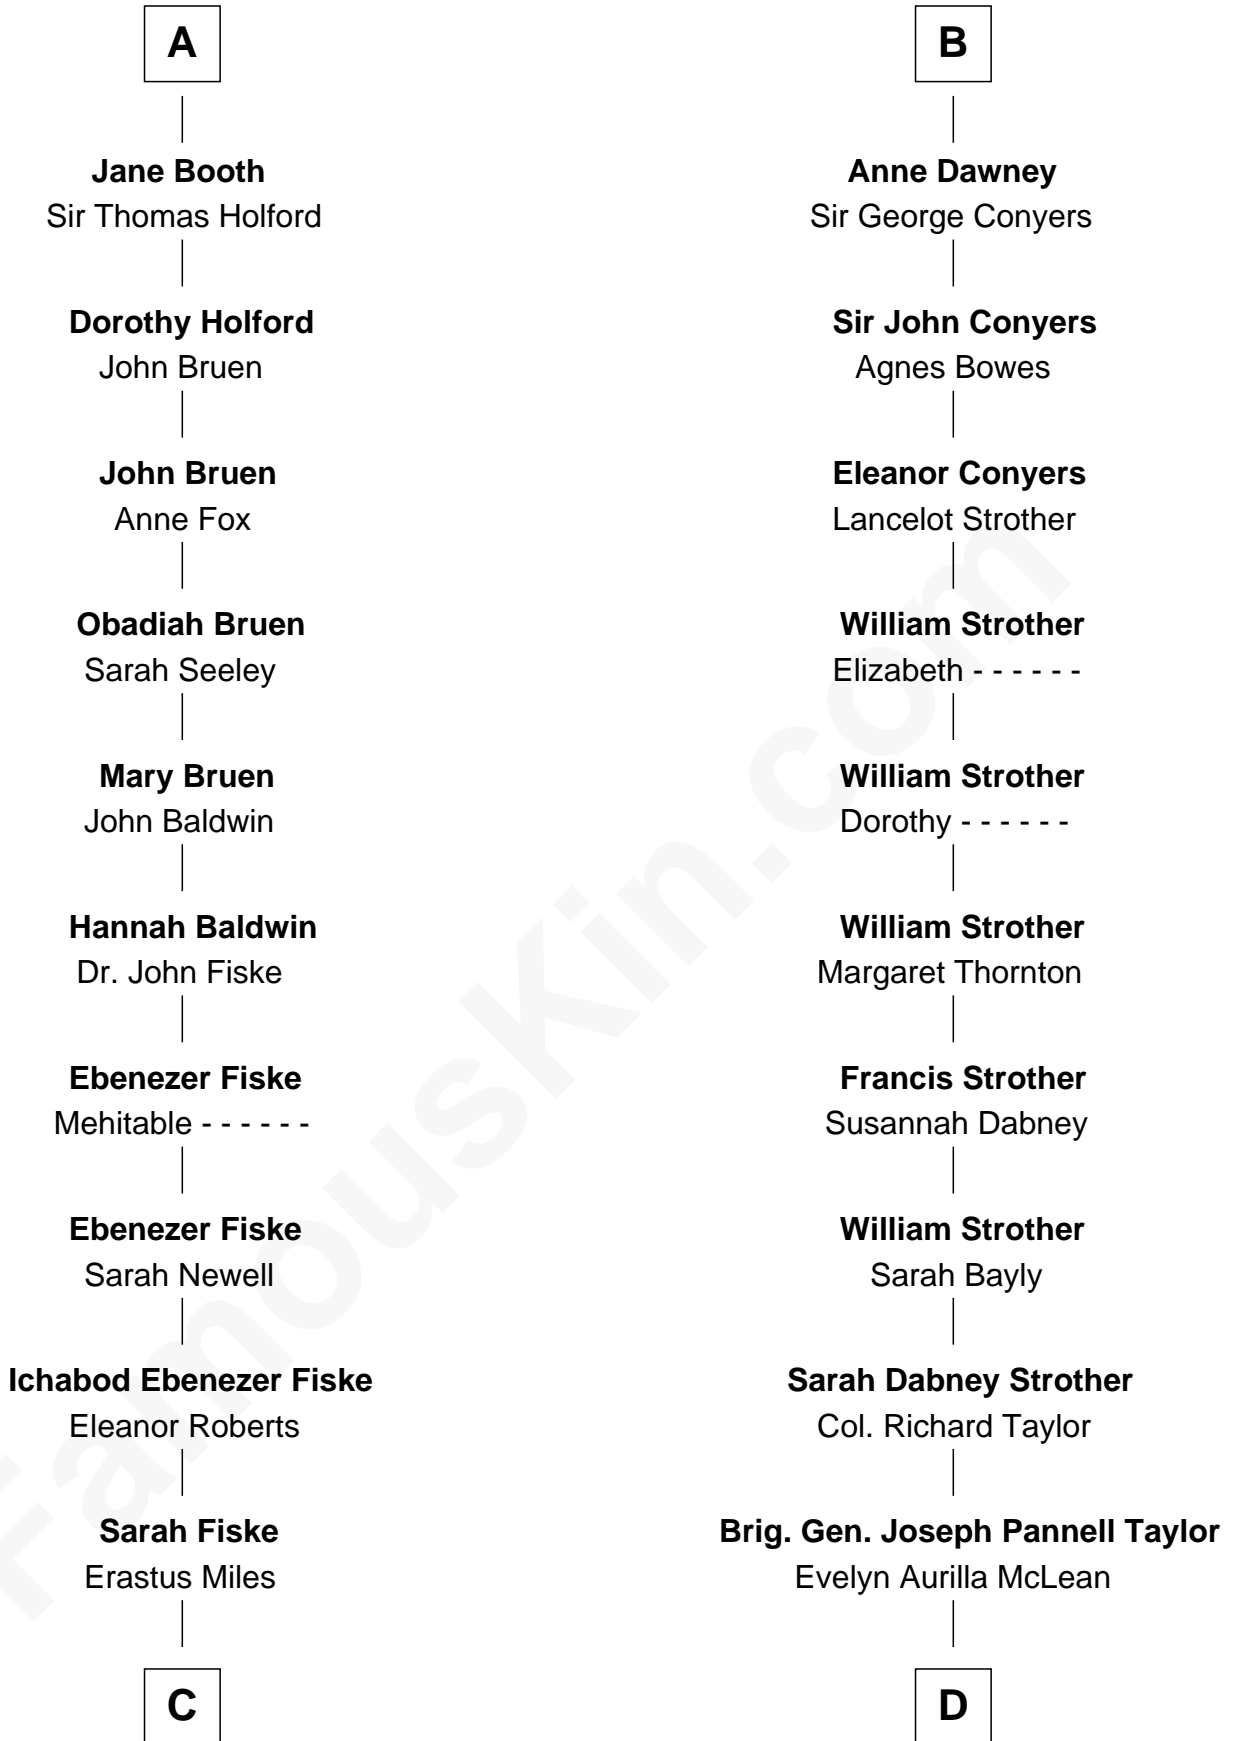 A
Jane Booth
Sir Thomas Holford
Dorothy Holford
John Bruen
John Bruen
Anne Fox
Obadiah Bruen
Sarah Seeley
Mary Bruen
John Baldwin
Hannah Baldwin
Dr. John Fiske
Ebenezer Fiske
Mehitable - - - - - -
Ebenezer Fiske
Sarah Newell
Ichabod Ebenezer Fiske
Eleanor Roberts
Sarah Fiske
Erastus Miles
C
B
Anne Dawney
Sir George Conyers
Sir John Conyers
Agnes Bowes
Eleanor Conyers
Lancelot Strother
William Strother
Elizabeth - - - - - -
William Strother
Dorothy - - - - - -
William Strother
Margaret Thornton
Francis Strother
Susannah Dabney
William Strother
Sarah Bayly
Sarah Dabney Strother
Col. Richard Taylor
Brig. Gen. Joseph Pannell Taylor
Evelyn Aurilla McLean
D
FamousKin.com